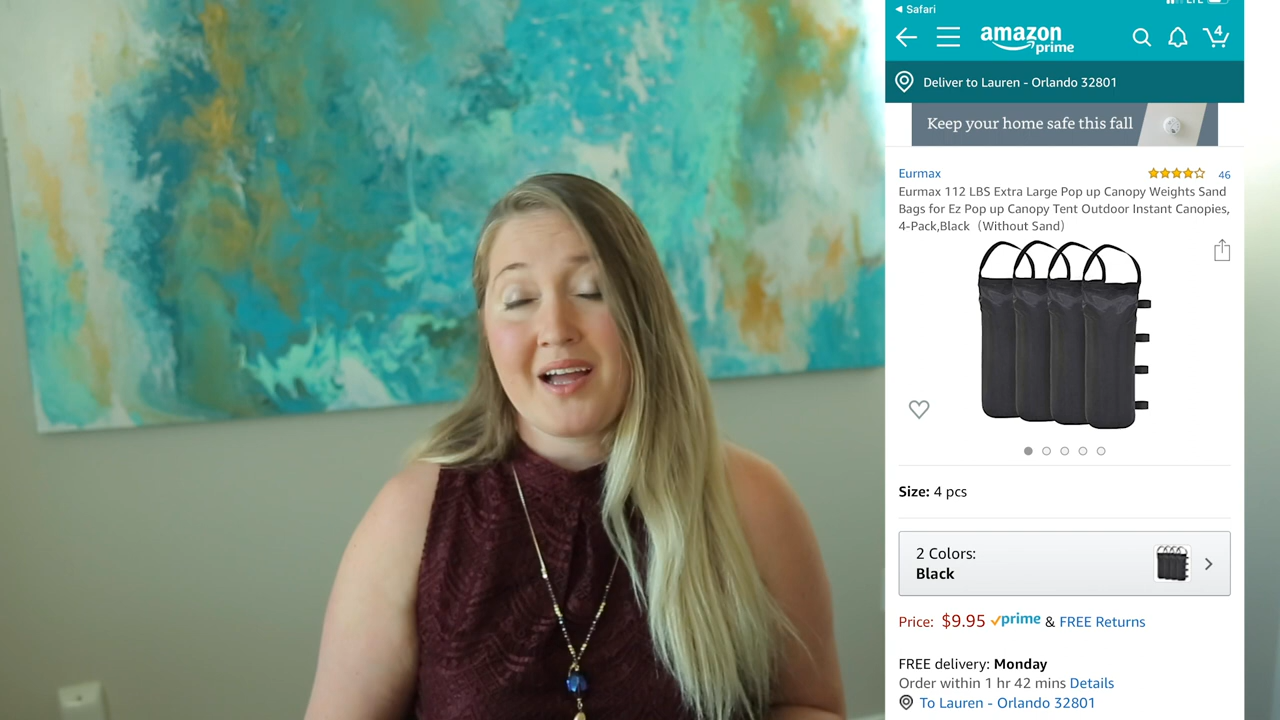 Safari
LTE
amazon
prime
4
Deliver to Lauren - Orlando 32801
Keep your home safe this fall
Eurmax
46
Eurmax 112 LBS Extra Large Pop up Canopy Weights Sand
Bags for Ez Pop up Canopy Tent Outdoor Instant Canopies,
4-Pack,Black（Without Sand）
Size: 4 pcs
2 Colors:
Black
Price: $9.95 prime & FREE Returns
FREE delivery: Monday
Order within 1 hr 42 mins Details
To Lauren - Orlando 32801